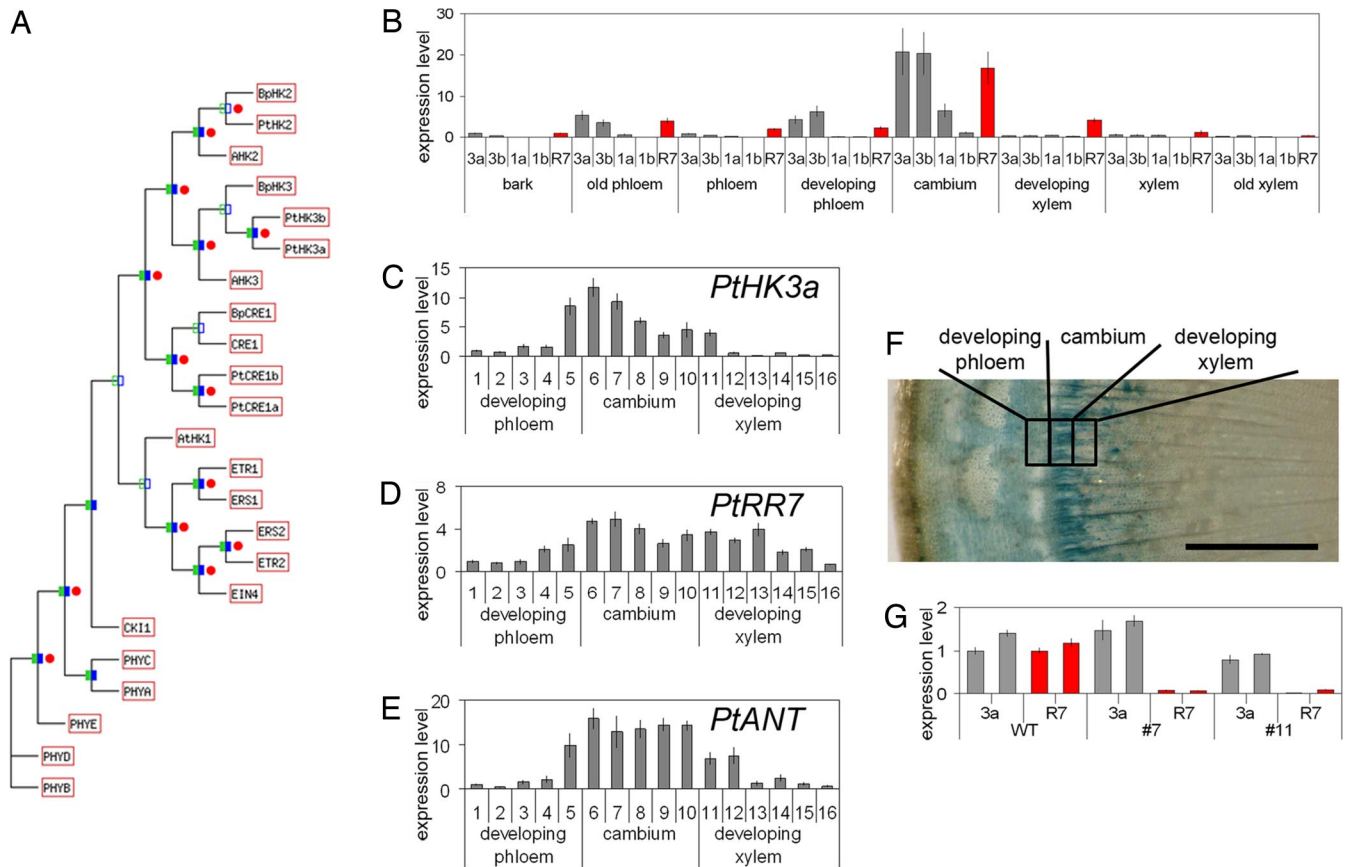 A
BpHK2
PtHK2
AHK2
BpHK3
PtHK3b
PtHK3a
AHK3
BpCRE1
CRE1
PtCRE1b
PtCRE1a
AtHK1
ETR1
ERS1
ERS2
ETR2
EIN4
CKI1
PHYC
PHYA
PHYE
PHYD
PHYB
B
expression level
30
20
10
0
3a 3b 1a 1b R7 3a 3b 1a 1b R7 3a 3b 1a 1b R7 3a 3b 1a 1b R7 3a 3b 1a 1b R7 3a 3b 1a 1b R7 3a 3b 1a 1b R7 3a 3b 1a 1b R7
bark old phloem phloem developing cambium developing xylem old xylem
phloem xylem
C
PtHK3a
expression level
15
10
5
0
1 2 3 4 5 6 7 8 9 10 11 12 13 14 15 16
developing cambium developing
phloem xylem
D
PtRR7
expression level
8
4
0
1 2 3 4 5 6 7 8 9 10 11 12 13 14 15 16
developing cambium developing
phloem xylem
E
PtANT
expression level
20
10
0
1 2 3 4 5 6 7 8 9 10 11 12 13 14 15 16
developing cambium developing
phloem xylem
F
developing cambium developing
phloem xylem
G
expression level
2
1
0
3a R7 3a R7 3a R7
WT #7 #11